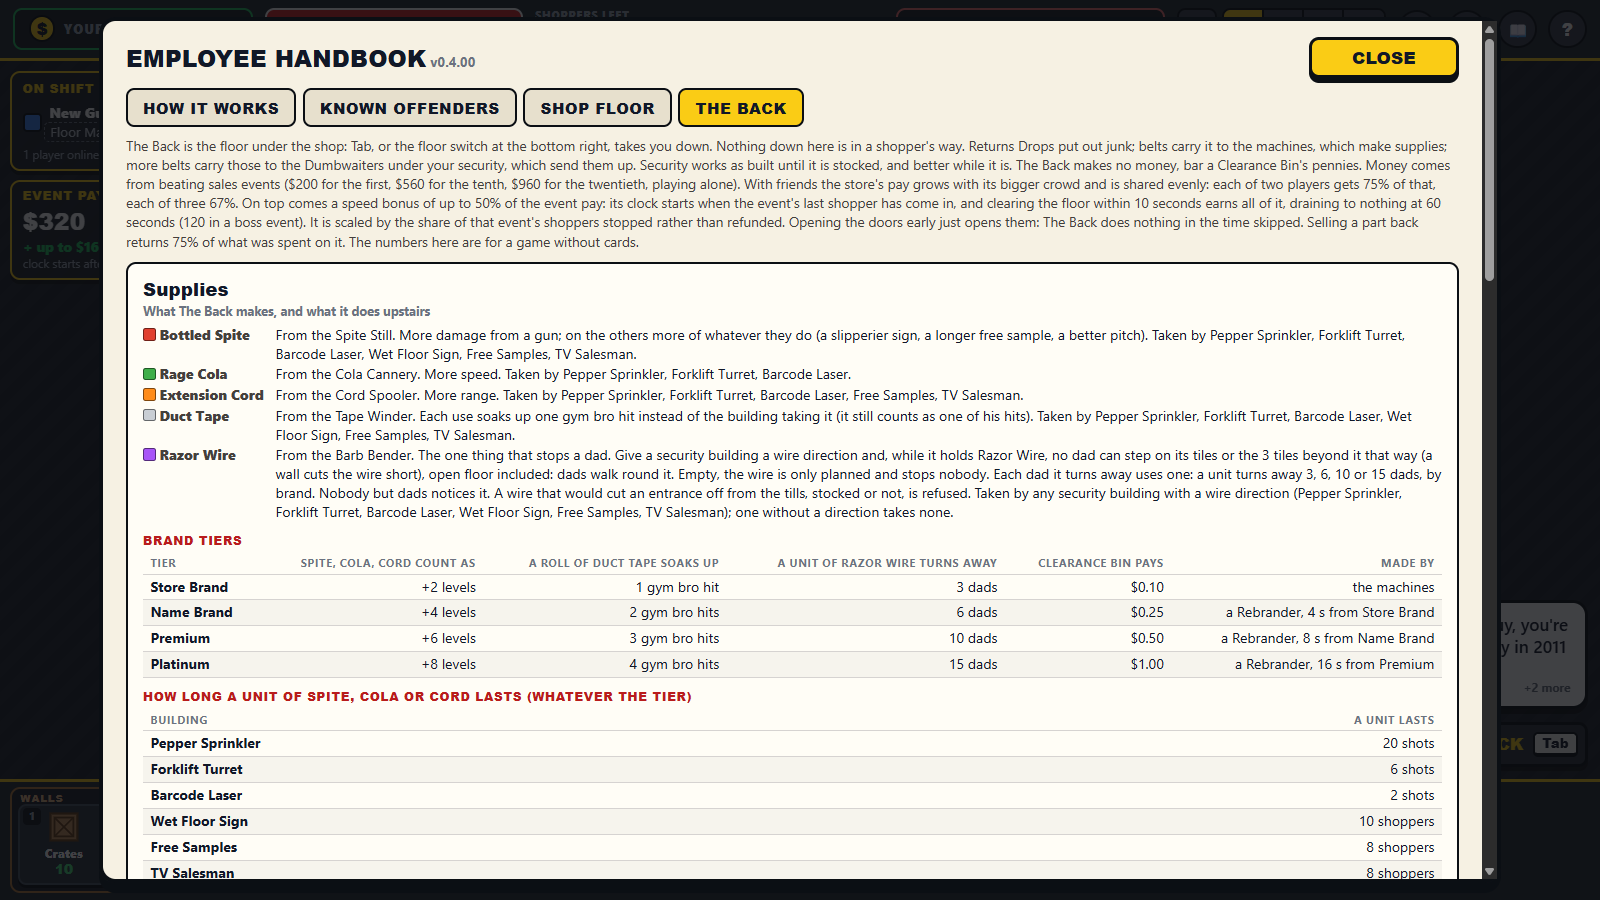 YOUR
SHOPPERS LEFT
?
EMPLOYEE HANDBOOK v0.4.00
CLOSE
HOW IT WORKS
KNOWN OFFENDERS
SHOP FLOOR
THE BACK
The Back is the floor under the shop: Tab, or the floor switch at the bottom right, takes you down. Nothing down here is in a shopper's way. Returns Drops put out junk; belts carry it to the machines, which make supplies;
more belts carry those to the Dumbwaiters under your security, which send them up. Security works as built until it is stocked, and better while it is. The Back makes no money, bar a Clearance Bin's pennies. Money comes
from beating sales events ($200 for the first, $560 for the tenth, $960 for the twentieth, playing alone). With friends the store's pay grows with its bigger crowd and is shared evenly: each of two players gets 75% of that,
each of three 67%. On top comes a speed bonus of up to 50% of the event pay: its clock starts when the event's last shopper has come in, and clearing the floor within 10 seconds earns all of it, draining to nothing at 60
seconds (120 in a boss event). It is scaled by the share of that event's shoppers stopped rather than refunded. Opening the doors early just opens them: The Back does nothing in the time skipped. Selling a part back
returns 75% of what was spent on it. The numbers here are for a game without cards.
Supplies
What The Back makes, and what it does upstairs
Bottled Spite From the Spite Still. More damage from a gun; on the others more of whatever they do (a slipperier sign, a longer free sample, a better pitch). Taken by Pepper Sprinkler, Forklift Turret,
Barcode Laser, Wet Floor Sign, Free Samples, TV Salesman.
Rage Cola From the Cola Cannery. More speed. Taken by Pepper Sprinkler, Forklift Turret, Barcode Laser.
Extension Cord From the Cord Spooler. More range. Taken by Pepper Sprinkler, Forklift Turret, Barcode Laser, Free Samples, TV Salesman.
Duct Tape From the Tape Winder. Each use soaks up one gym bro hit instead of the building taking it (it still counts as one of his hits). Taken by Pepper Sprinkler, Forklift Turret, Barcode Laser, Wet
Floor Sign, Free Samples, TV Salesman.
Razor Wire From the Barb Bender. The one thing that stops a dad. Give a security building a wire direction and, while it holds Razor Wire, no dad can step on its tiles or the 3 tiles beyond it that way (a
wall cuts the wire short), open floor included: dads walk round it. Empty, the wire is only planned and stops nobody. Each dad it turns away uses one: a unit turns away 3, 6, 10 or 15 dads, by
brand. Nobody but dads notices it. A wire that would cut an entrance off from the tills, stocked or not, is refused. Taken by any security building with a wire direction (Pepper Sprinkler,
Forklift Turret, Barcode Laser, Wet Floor Sign, Free Samples, TV Salesman); one without a direction takes none.
BRAND TIERS
TIER SPITE, COLA, CORD COUNT AS A ROLL OF DUCT TAPE SOAKS UP A UNIT OF RAZOR WIRE TURNS AWAY CLEARANCE BIN PAYS MADE BY
Store Brand +2 levels 1 gym bro hit 3 dads $0.10 the machines
Name Brand +4 levels 2 gym bro hits 6 dads $0.25 a Rebrander, 4 s from Store Brand
Premium +6 levels 3 gym bro hits 10 dads $0.50 a Rebrander, 8 s from Name Brand
Platinum +8 levels 4 gym bro hits 15 dads $1.00 a Rebrander, 16 s from Premium
HOW LONG A UNIT OF SPITE, COLA OR CORD LASTS (WHATEVER THE TIER)
BUILDING A UNIT LASTS
Pepper Sprinkler 20 shots
Forklift Turret 6 shots
Barcode Laser 2 shots
Wet Floor Sign 10 shoppers
Free Samples 8 shoppers
TV Salesman 8 shoppers
ON SHIFT
New
Floor
1 player online
EVENT
$320
+ up to $16
clock starts
WALLS
1
Crates
10
you're
in 2011
+2 more
Tab